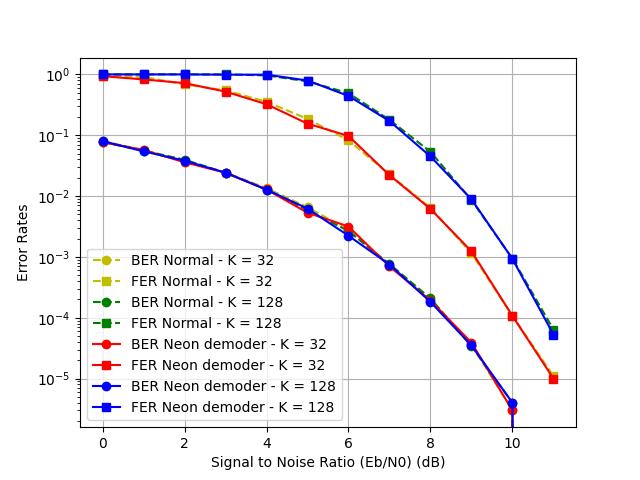 10^0
10^-1
10^-2
10^-3
10^-4
10^-5
Error Rates
BER Normal - K = 32
FER Normal - K = 32
BER Normal - K = 128
FER Normal - K = 128
BER Neon demoder - K = 32
FER Neon demoder - K = 32
BER Neon demoder - K = 128
FER Neon demoder - K = 128
0 2 4 6 8 10
Signal to Noise Ratio (Eb/N0) (dB)